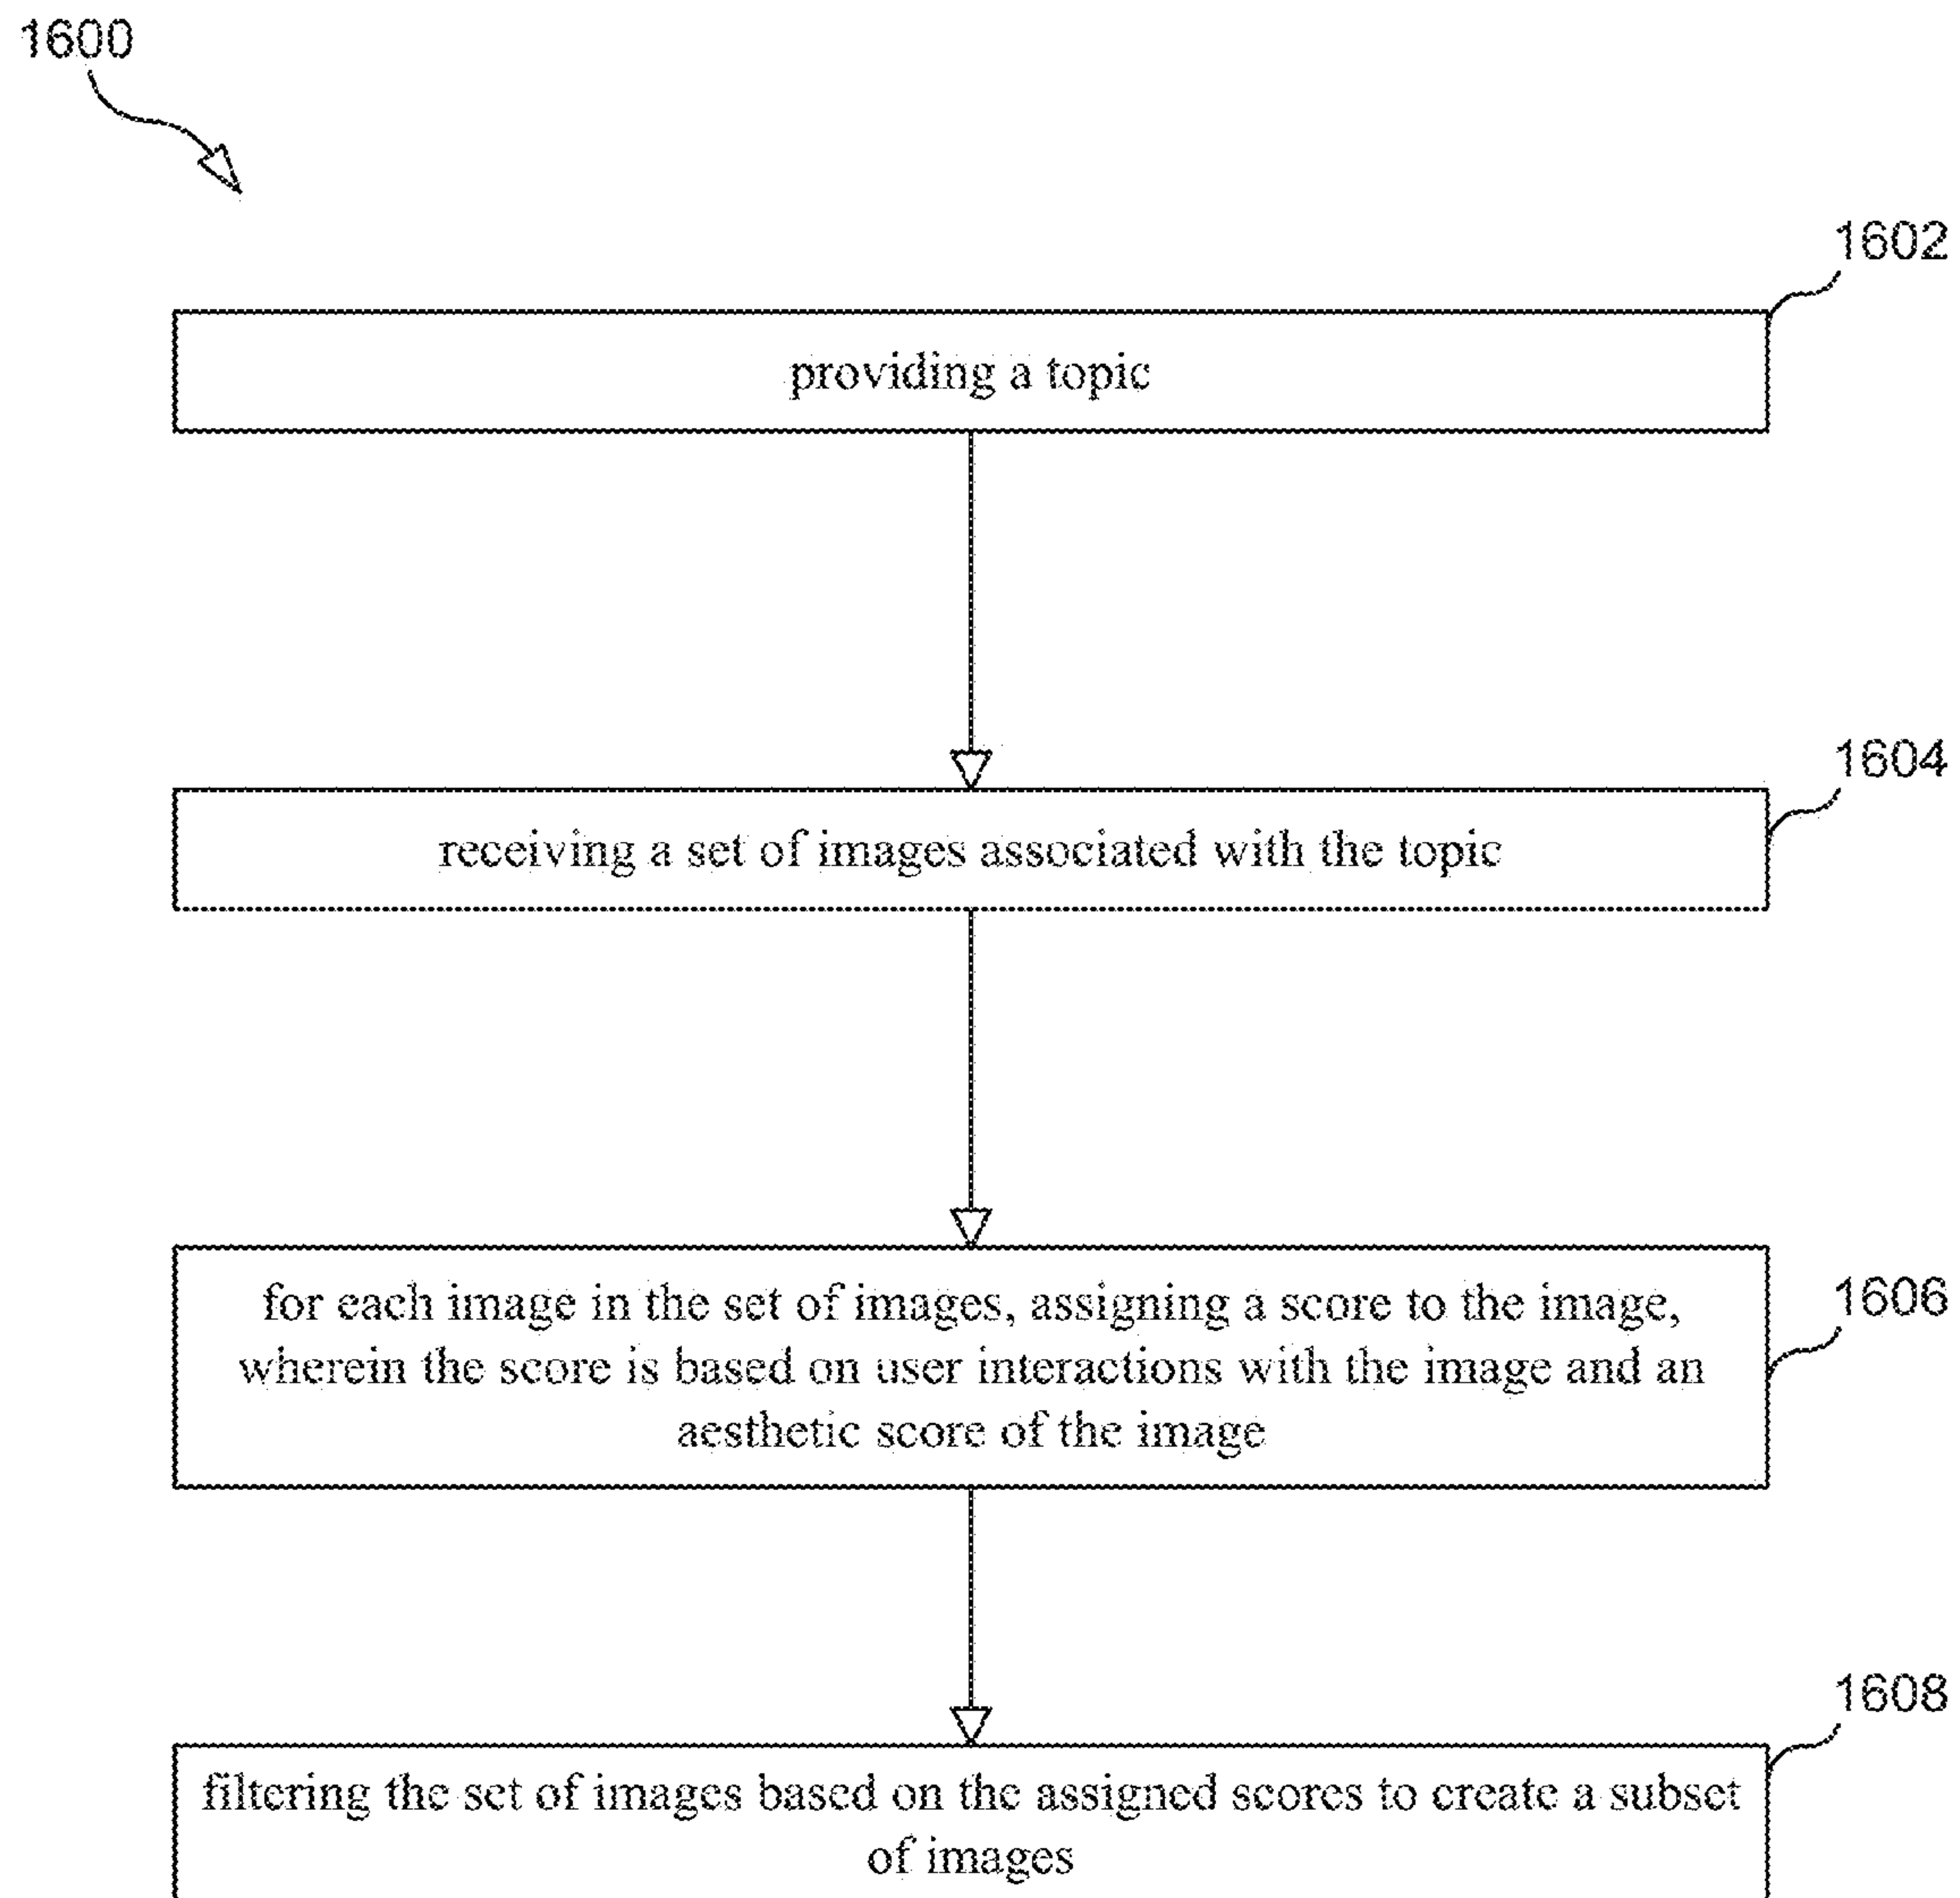 1600
1602
providing a topic
1604
receiving a set of images associated with the topic
1606
for each image in the set of images, assigning a score to the image,
wherein the score is based on user interactions with the image and an
aesthetic score of the image
1608
filtering the set of images based on the assigned scores to create a subset
of images